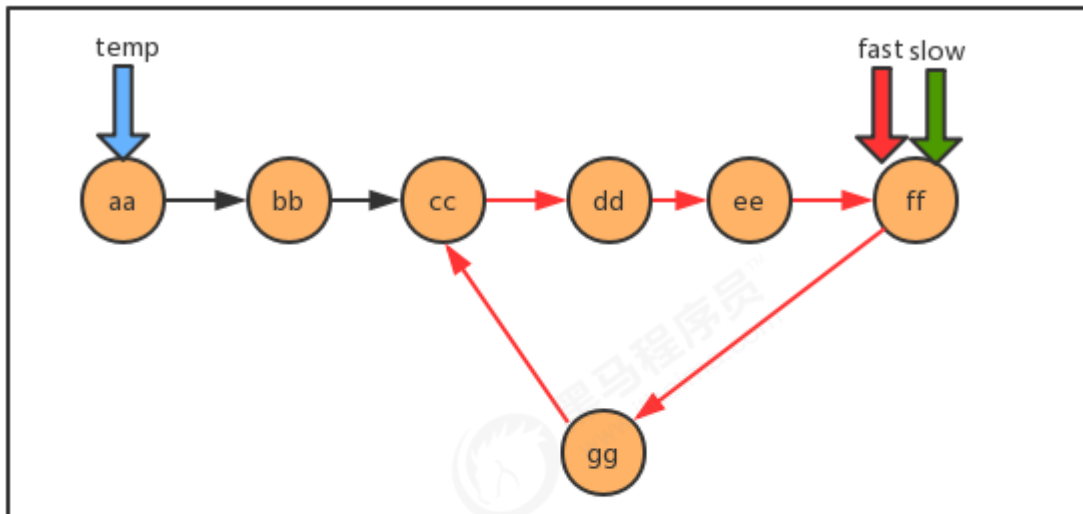 temp
fast slow
aa bb cc dd ee ff
黑马程序员
gg